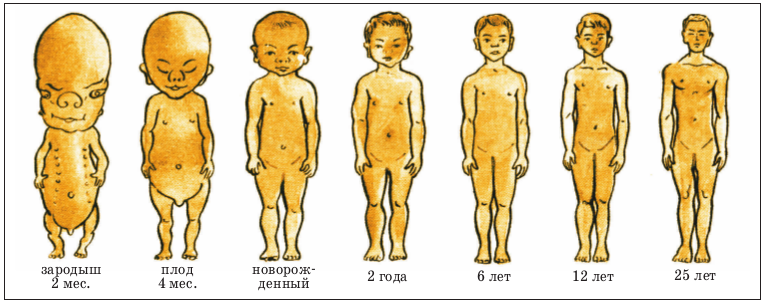 зародыш
2 мес.
плод
4 мес.
новорож-
денный
2 года
6 лет
12 лет
25 лет